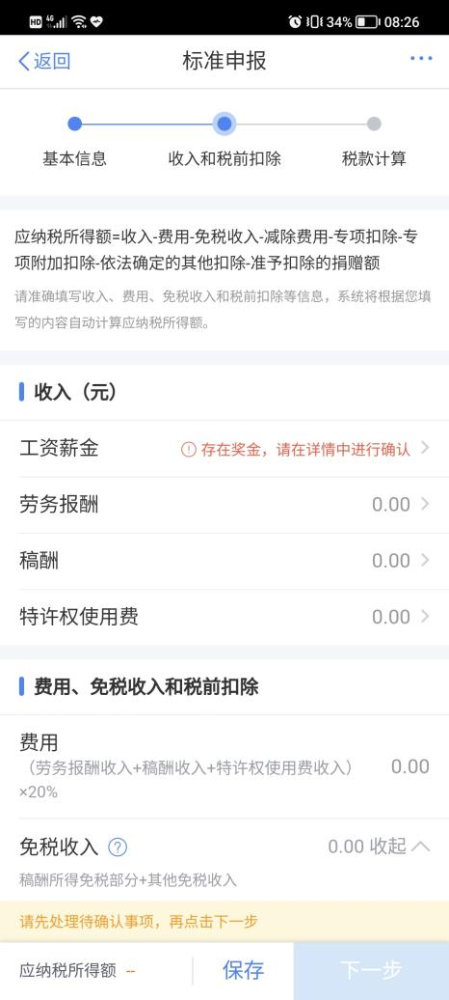 HD 4G 34% 08:26
返回 标准申报 ...
基本信息 收入和税前扣除 税款计算
应纳税所得额=收入-费用-免税收入-减除费用-专项扣除-专
项附加扣除-依法确定的其他扣除-准予扣除的捐赠额
请准确填写收入、费用、免税收入和税前扣除等信息，系统将根据您填
写的内容自动计算应纳税所得额。
收入（元）
工资薪金 存在奖金，请在详情中进行确认
劳务报酬 0.00
稿酬 0.00
特许权使用费 0.00
费用、免税收入和税前扣除
费用
（劳务报酬收入+稿酬收入+特许权使用费收入） 0.00
×20%
免税收入 ? 0.00 收起
稿酬所得免税部分+其他免税收入
请先处理待确认事项，再点击下一步
应纳税所得额 -- 保存 下一步